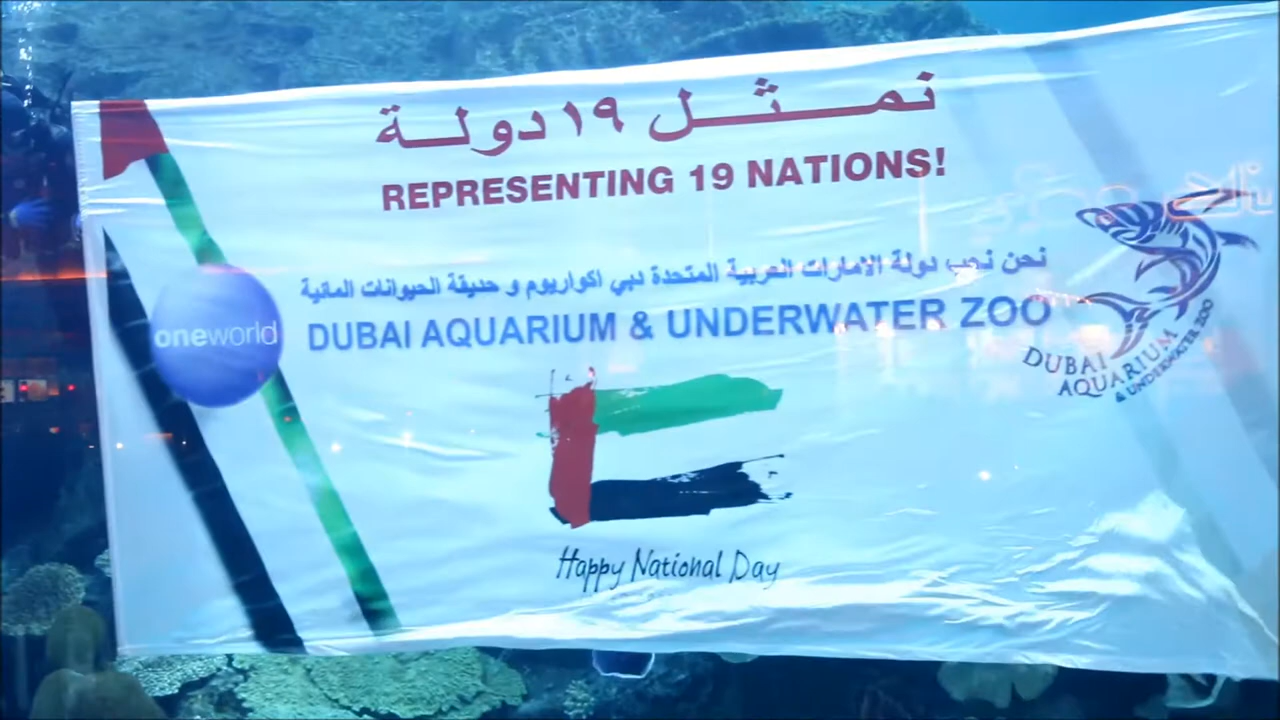 نمثل ١٩ دولة
REPRESENTING 19 NATIONS!
نحن نحب دولة الامارات العربية المتحدة دبي اكواريوم و حديقة الحيوانات المائية
DUBAI AQUARIUM & UNDERWATER ZOO
oneworld
DUBAI
AQUARIUM
& UNDERWATER ZOO
Happy National Day